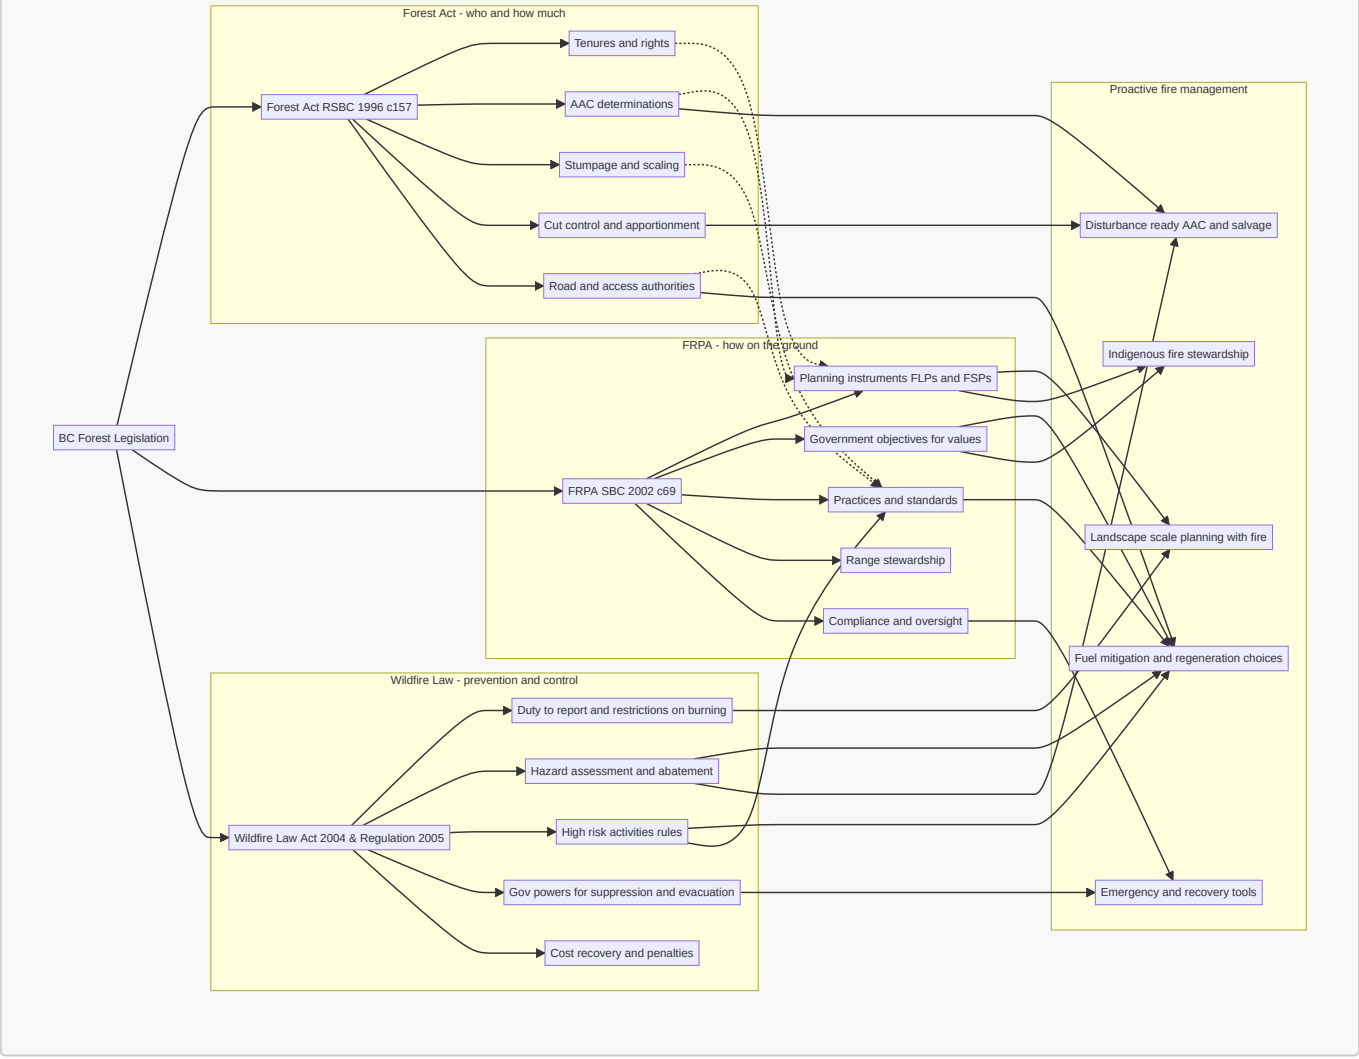 Forest Act - who and how much
Tenures and rights
AAC determinations
Forest Act RSBC 1996 c157
Stumpage and scaling
Cut control and apportionment
Road and access authorities
BC Forest Legislation
FRPA - how on the ground
Planning instruments FLPs and FSPs
Government objectives for values
FRPA SBC 2002 c69
Practices and standards
Range stewardship
Compliance and oversight
Wildfire Law - prevention and control
Duty to report and restrictions on burning
Hazard assessment and abatement
Wildfire Law Act 2004 & Regulation 2005
High risk activities rules
Gov powers for suppression and evacuation
Cost recovery and penalties
Proactive fire management
Disturbance ready AAC and salvage
Indigenous fire stewardship
Landscape scale planning with fire
Fuel mitigation and regeneration choices
Emergency and recovery tools